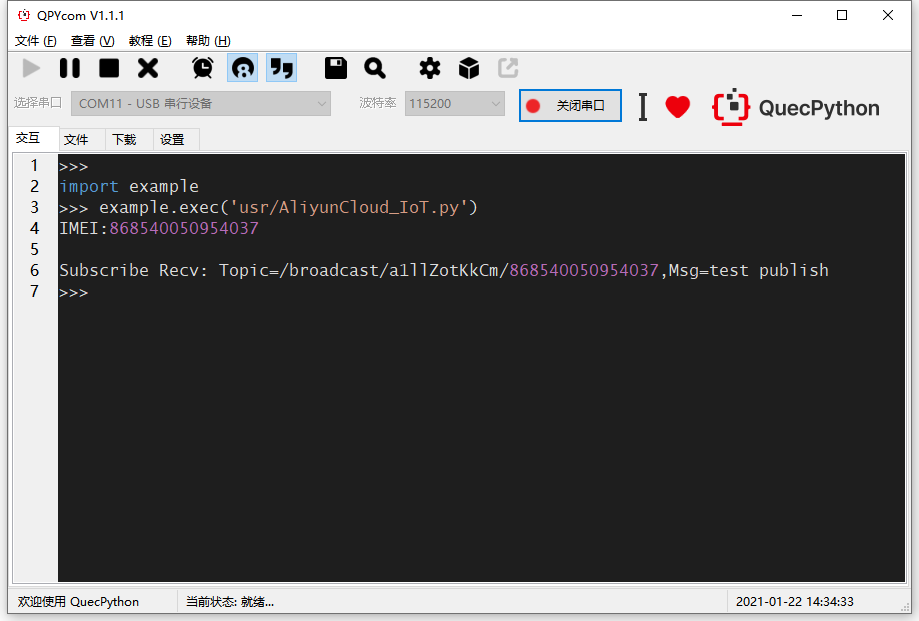 QPYcom V1.1.1
文件 (F) 查看 (V) 教程 (E) 帮助 (H)
选择串口 COM11 - USB 串行设备 波特率 115200 关闭串口 QuecPython
交互 文件 下载 设置
1 >>>
2 import example
3 >>> example.exec('usr/AliyunCloud_IoT.py')
4 IMEI:868540050954037
5
6 Subscribe Recv: Topic=/broadcast/a1llZotKkCm/868540050954037,Msg=test publish
7 >>>
欢迎使用 QuecPython 当前状态: 就绪... 2021-01-22 14:34:33